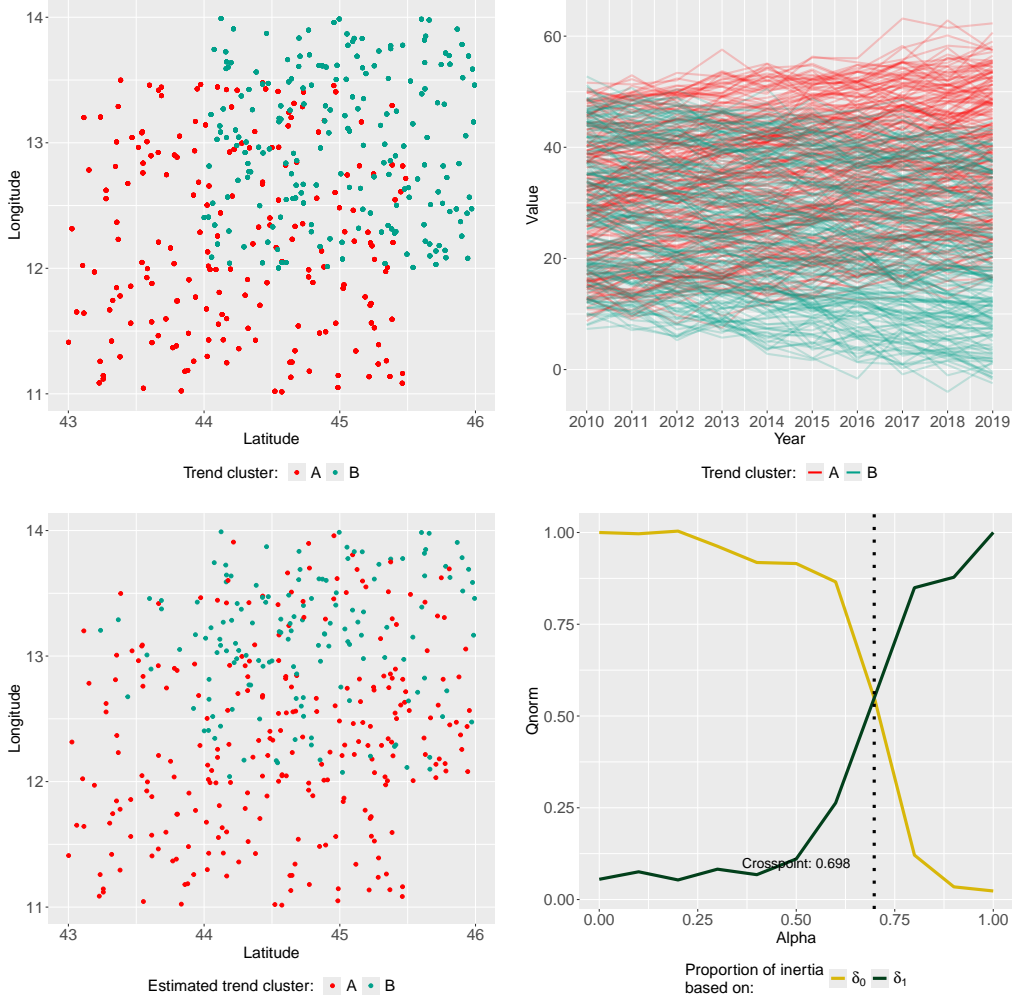 14
13
12
11
Longitude
43 44 45 46
Latitude
Trend cluster: A B
60
40
20
0
Value
2010 2011 2012 2013 2014 2015 2016 2017 2018 2019
Year
Trend cluster: A B
14
13
12
11
Longitude
43 44 45 46
Latitude
Estimated trend cluster: A B
1.00
0.75
0.50
0.25
0.00
Qnorm
Crosspoint: 0.698
0.00 0.25 0.50 0.75 1.00
Alpha
Proportion of inertia
based on: δ₀ δ₁